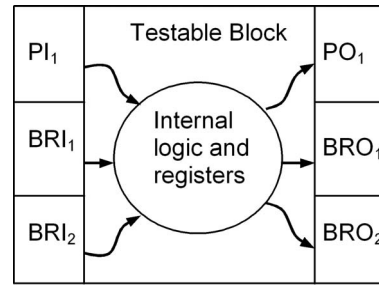 Testable Block
PI₁
PO₁
BRI₁
Internal
logic and
registers
BRO₁
BRI₂
BRO₂